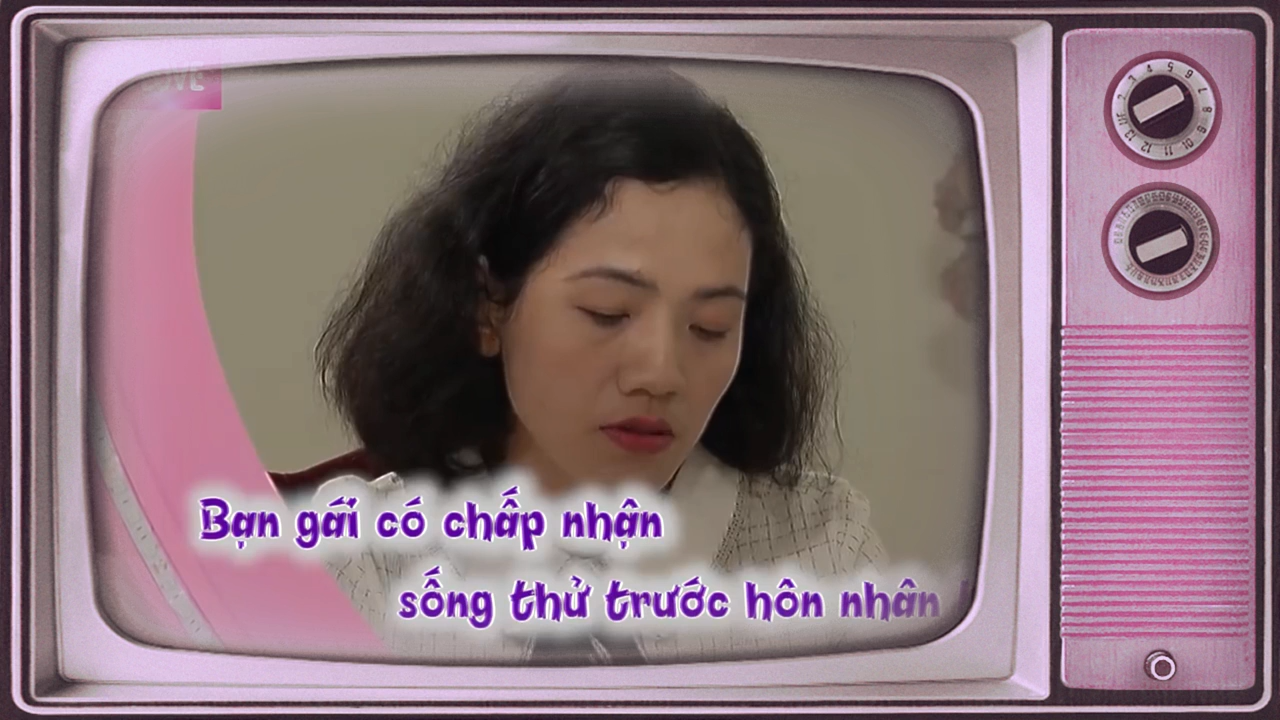 Bạn gái có chấp nhận
sống thử trước hôn nhân